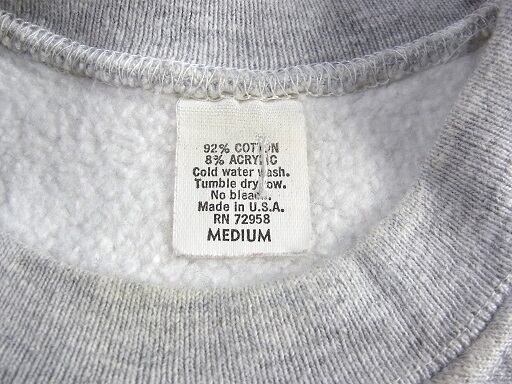 92% COTTON
8% ACRYLIC
Cold water wash.
Tumble dry low.
No bleach.
Made in U.S.A.
RN 72958
MEDIUM